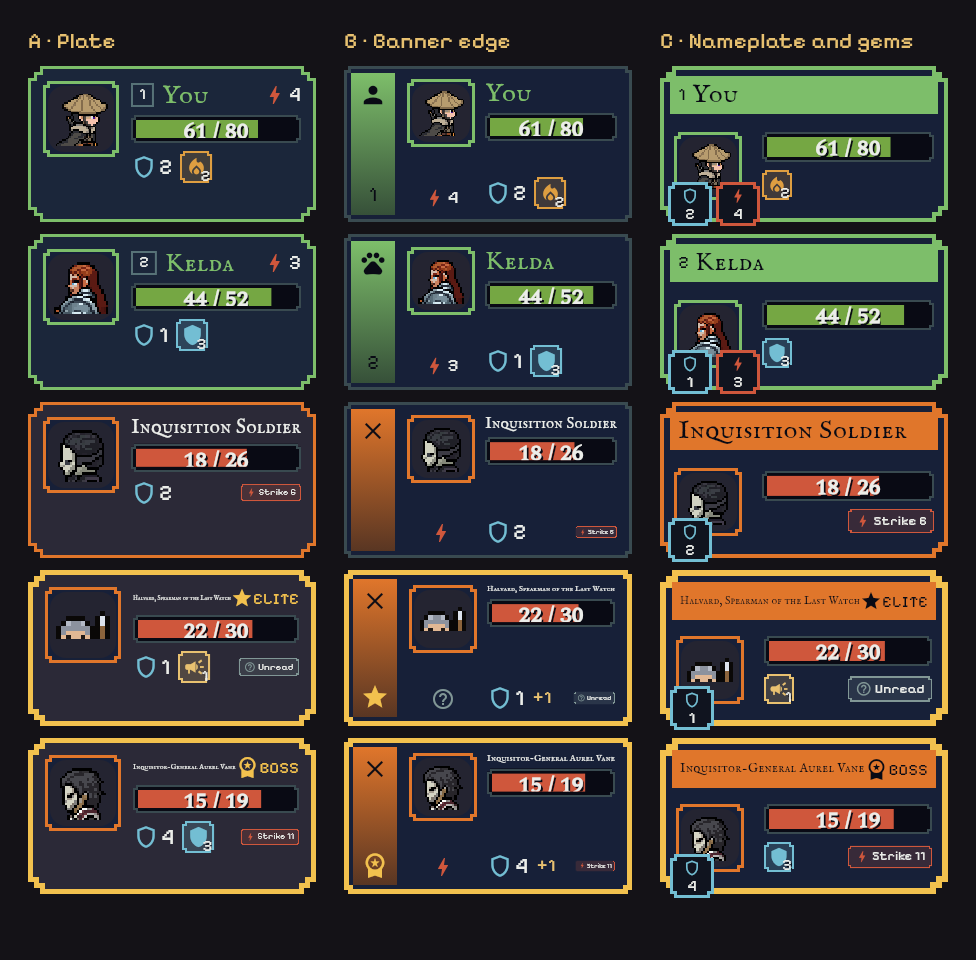 A · Plate
1 You 4
61 / 80
2 2
2 Kelda 3
44 / 52
1 3
Inquisition Soldier
18 / 26
2 Strike 6
Halvard, Spearman of the Last Watch ELITE
22 / 30
1 1 Unread
Inquisitor-General Aurel Vane BOSS
15 / 19
4 3 Strike 11
B · Banner edge
You
61 / 80
1 4 2 2
Kelda
44 / 52
2 3 1 3
Inquisition Soldier
18 / 26
2 Strike 6
Halvard, Spearman of the Last Watch
22 / 30
1 +1 Unread
Inquisitor-General Aurel Vane
15 / 19
4 +1 Strike 11
C · Nameplate and gems
1 You
61 / 80
2
2 4
2 Kelda
44 / 52
3
1 3
Inquisition Soldier
18 / 26
Strike 6
2
Halvard, Spearman of the Last Watch ELITE
22 / 30
1 Unread
1
Inquisitor-General Aurel Vane BOSS
15 / 19
3 Strike 11
4